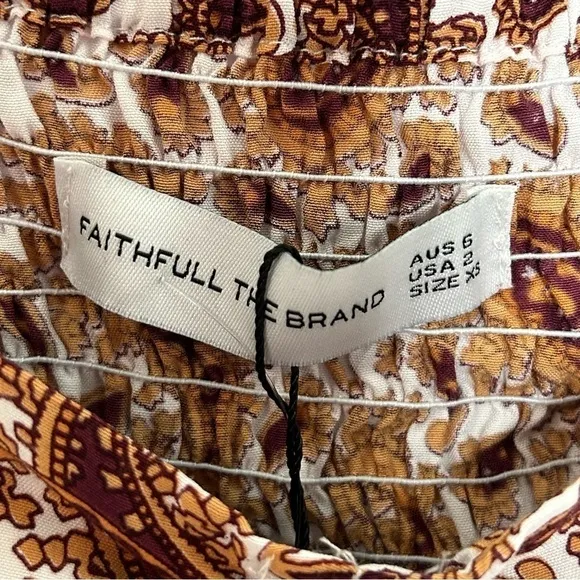 FAITHFULL THE BRAND
AUS 6
USA 2
SIZE XS